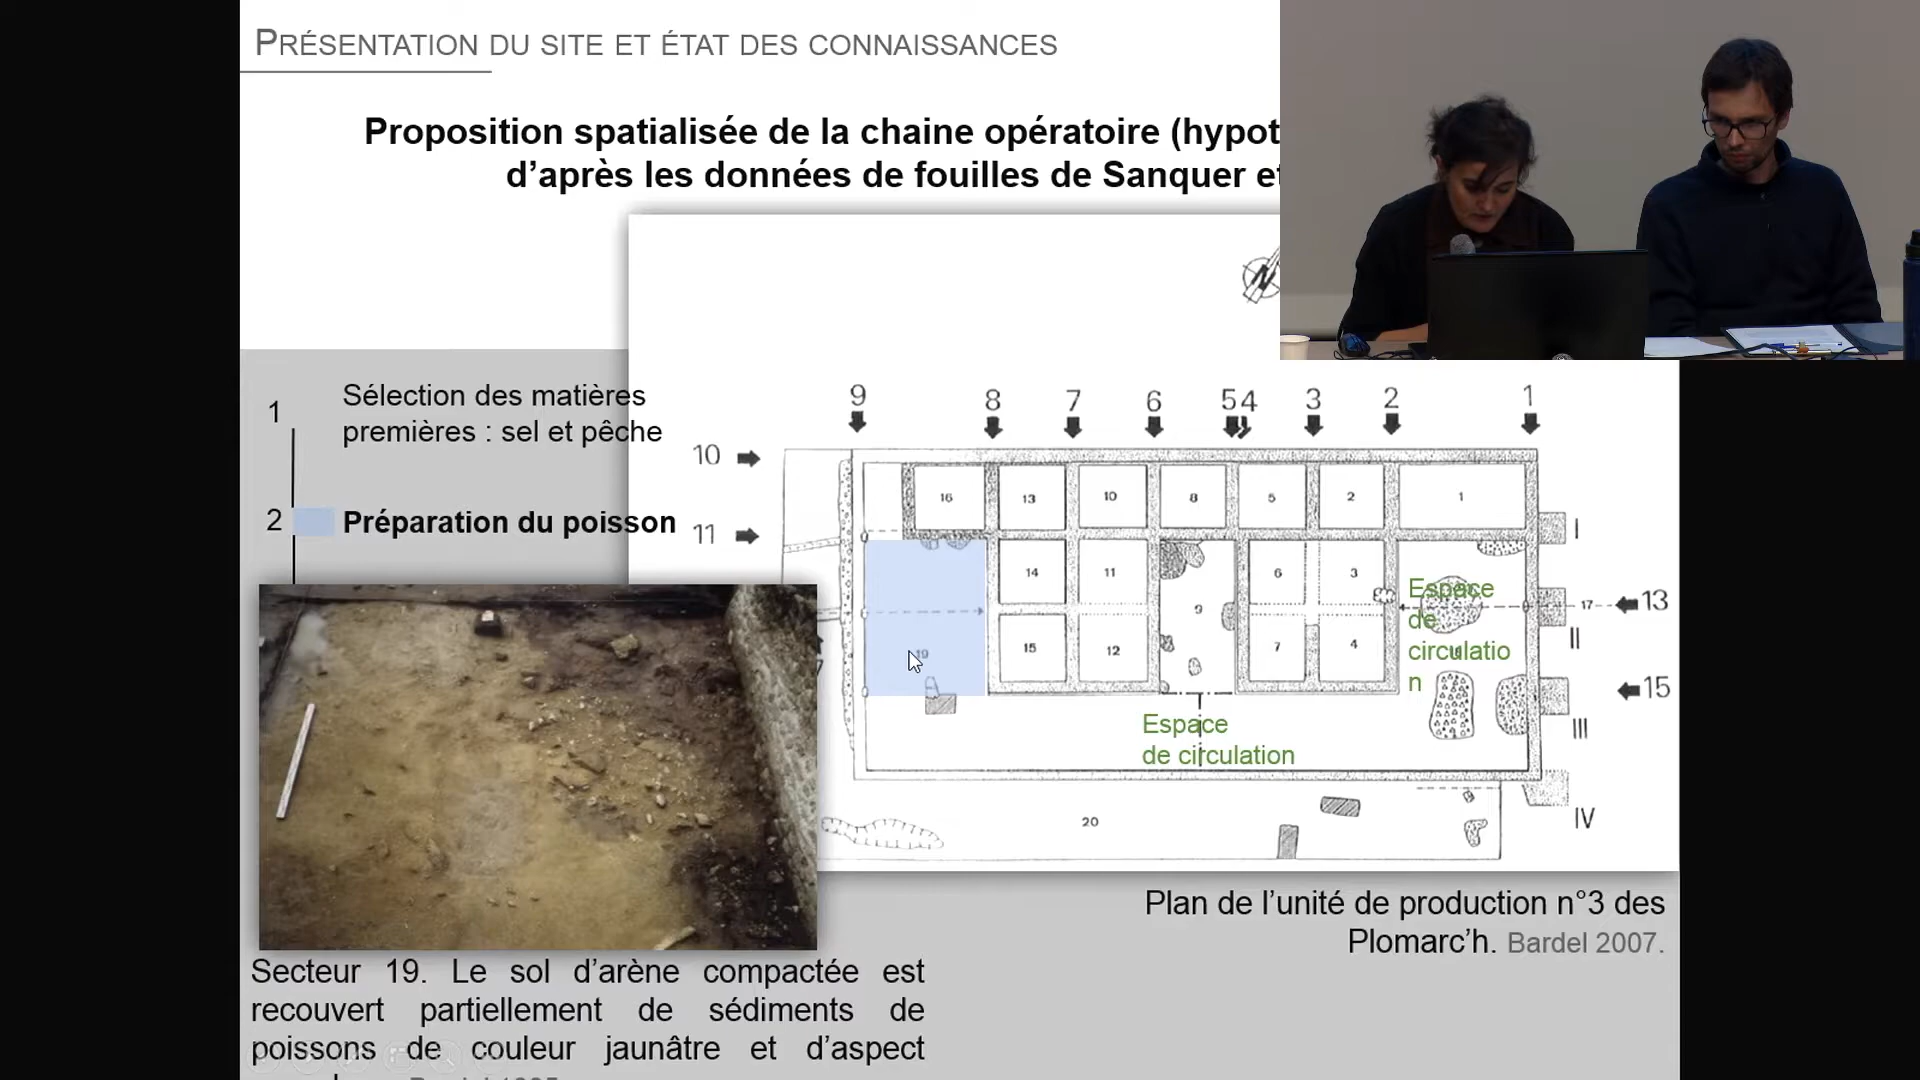 PRÉSENTATION DU SITE ET ÉTAT DES CONNAISSANCES
Proposition spatialisée de la chaine opératoire
d’après les données de fouilles de Sanquer et
N
1
Sélection des matières
premières : sel et pêche
2
Préparation du poisson
9 8 7 6 5 4 3 2 1
10
11
13
15
16 13 10 8 5 2 1
14 11 6 3
9
15 12 7 4
17
19
20
I
II
III
IV
Espace
de
circulatio
n
Espace
de circulation
Plan de l’unité de production n°3 des
Plomarc’h. Bardel 2007.
Secteur 19. Le sol d’arène compactée est
recouvert partiellement de sédiments de
poissons de couleur jaunâtre et d’aspect